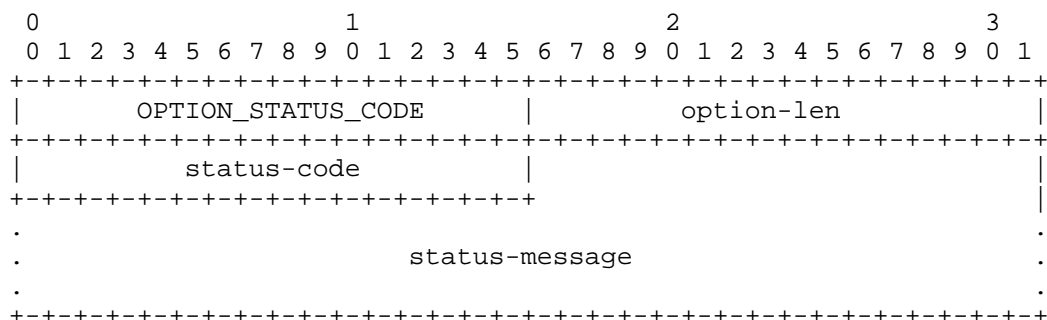 0                   1                   2                   3
 0 1 2 3 4 5 6 7 8 9 0 1 2 3 4 5 6 7 8 9 0 1 2 3 4 5 6 7 8 9 0 1
+-+-+-+-+-+-+-+-+-+-+-+-+-+-+-+-+-+-+-+-+-+-+-+-+-+-+-+-+-+-+-+-+
|       OPTION_STATUS_CODE      |         option-len            |
+-+-+-+-+-+-+-+-+-+-+-+-+-+-+-+-+-+-+-+-+-+-+-+-+-+-+-+-+-+-+-+-+
|          status-code          |                               |
+-+-+-+-+-+-+-+-+-+-+-+-+-+-+-+-+                               |
.                                                               .
.                        status-message                         .
.                                                               .
+-+-+-+-+-+-+-+-+-+-+-+-+-+-+-+-+-+-+-+-+-+-+-+-+-+-+-+-+-+-+-+-+